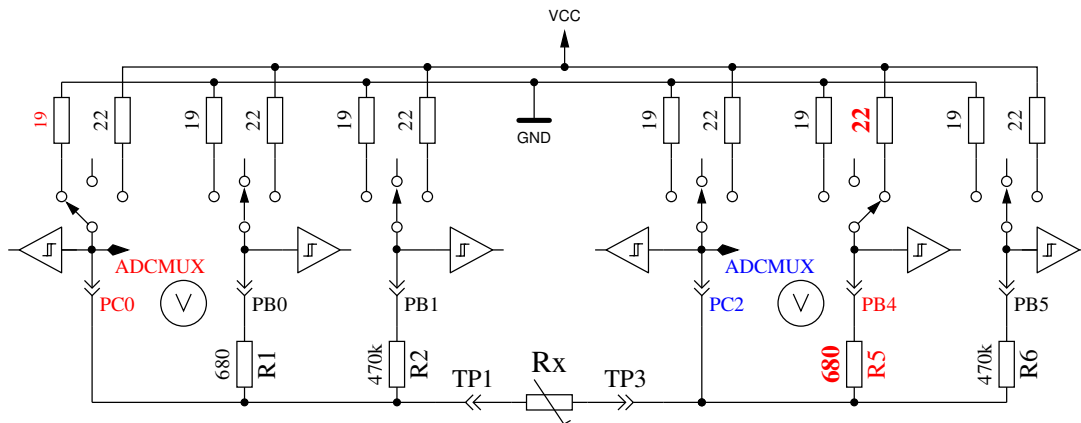 VCC
19
22
19
22
19
22
GND
19
22
19
22
19
22
ADCMUX
ADCMUX
PC0
V
PB0
PB1
PC2
V
PB4
PB5
680
R1
470k
R2
TP1
Rx
TP3
680
R5
470k
R6